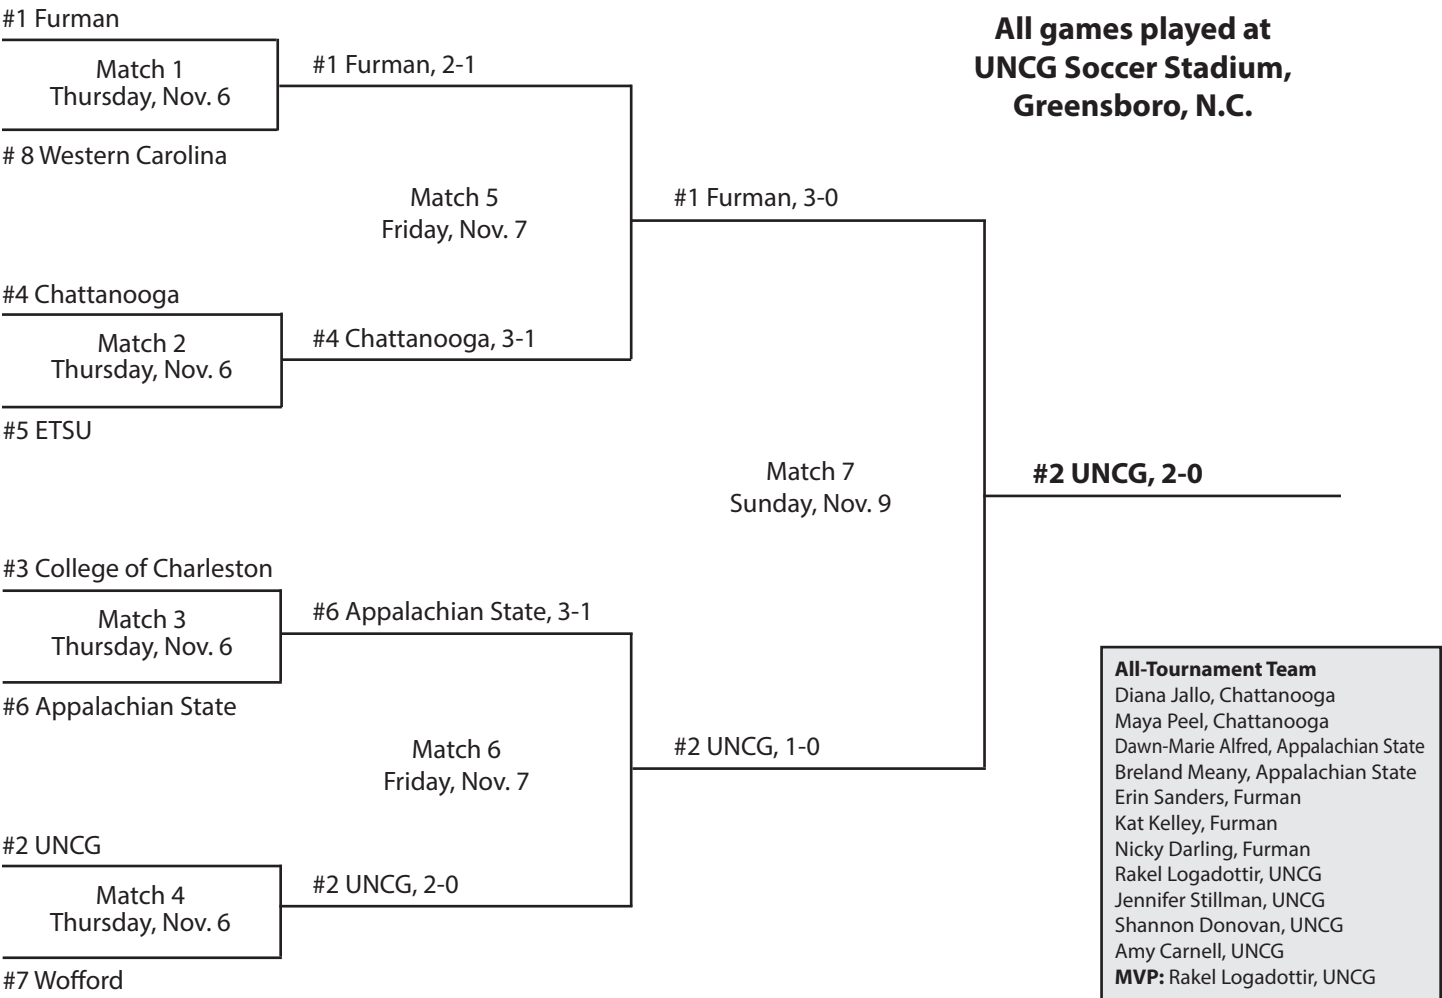 #1 Furman
Match 1
Thursday, Nov. 6
# 8 Western Carolina
#1 Furman, 2-1
Match 5
Friday, Nov. 7
#4 Chattanooga
Match 2
Thursday, Nov. 6
#5 ETSU
#4 Chattanooga, 3-1
#1 Furman, 3-0
All games played at
UNCG Soccer Stadium,
Greensboro, N.C.
Match 7
Sunday, Nov. 9
#2 UNCG, 2-0
#3 College of Charleston
Match 3
Thursday, Nov. 6
#6 Appalachian State
#6 Appalachian State, 3-1
Match 6
Friday, Nov. 7
#2 UNCG
Match 4
Thursday, Nov. 6
#7 Wofford
#2 UNCG, 2-0
#2 UNCG, 1-0
All-Tournament Team
Diana Jallo, Chattanooga
Maya Peel, Chattanooga
Dawn-Marie Alfred, Appalachian State
Breland Meany, Appalachian State
Erin Sanders, Furman
Kat Kelley, Furman
Nicky Darling, Furman
Rakel Logadottir, UNCG
Jennifer Stillman, UNCG
Shannon Donovan, UNCG
Amy Carnell, UNCG
MVP: Rakel Logadottir, UNCG